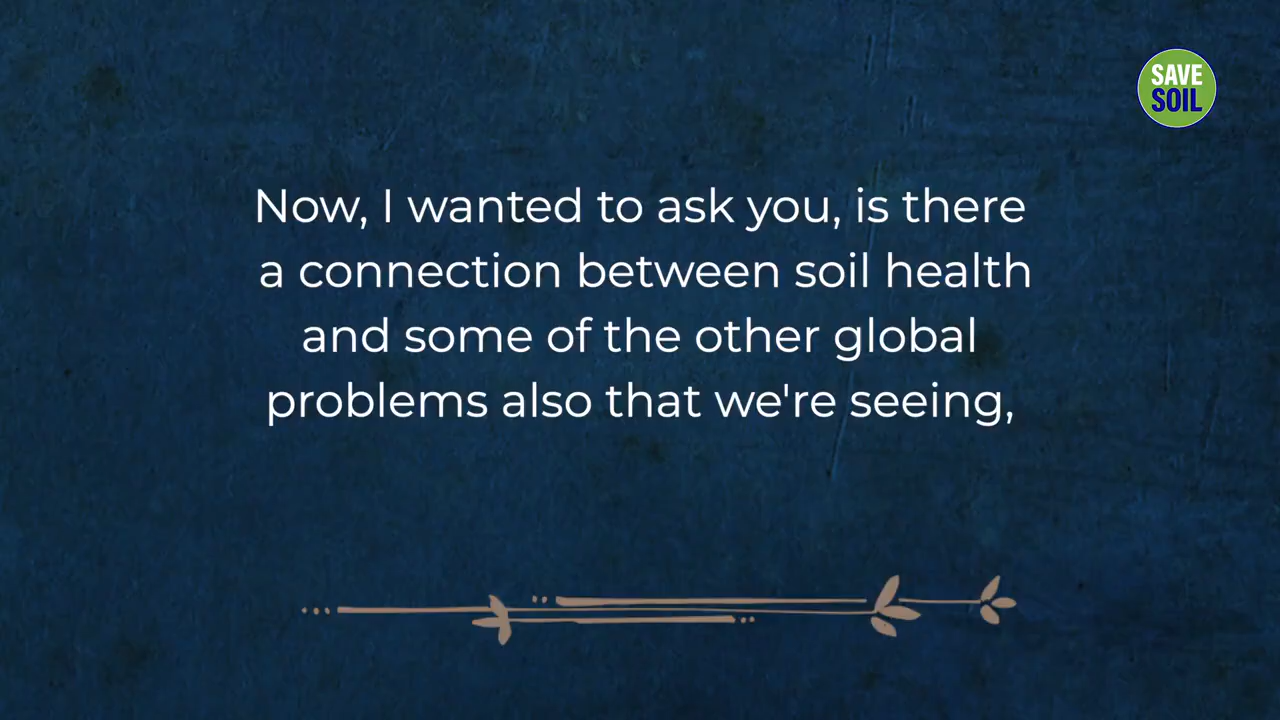 SAVE
SOIL
Now, I wanted to ask you, is there
a connection between soil health
and some of the other global
problems also that we're seeing,